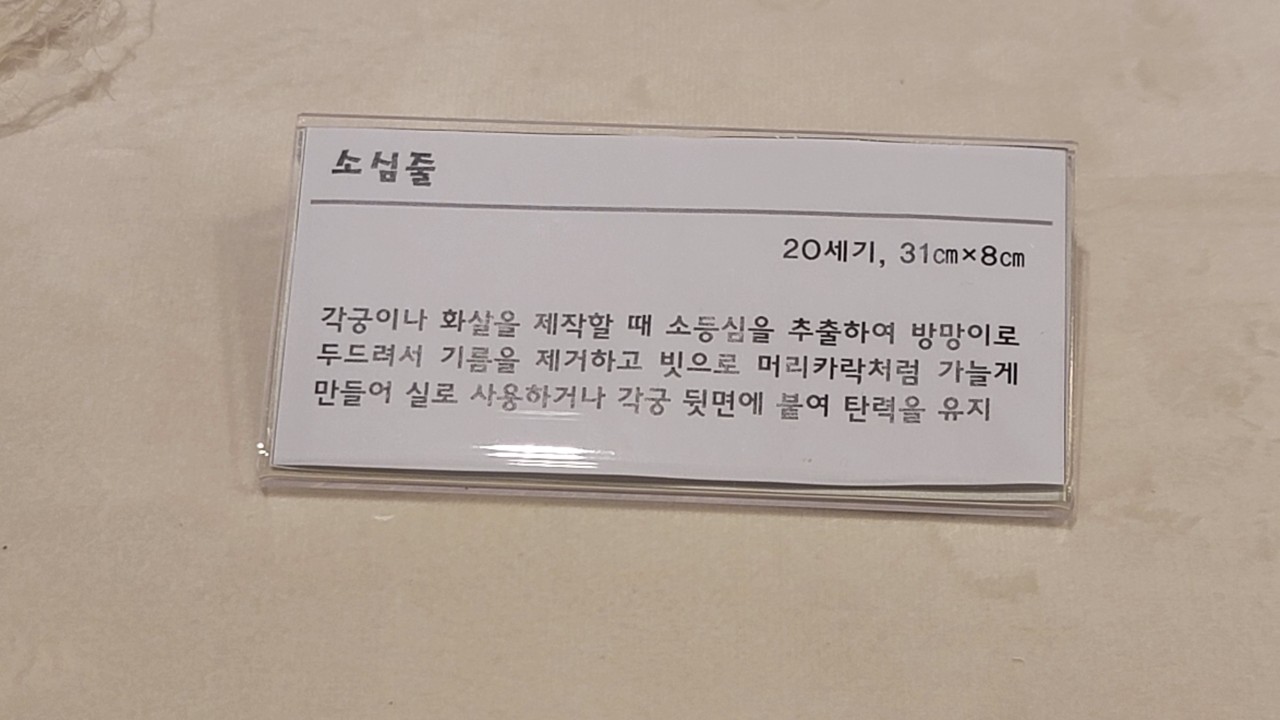 소심줄
20세기, 31㎝×8㎝
각궁이나 화살을 제작할 때 소등심을 추출하여 방망이로
두드려서 기름을 제거하고 빗으로 머리카락처럼 가늘게
만들어 실로 사용하거나 각궁 뒷면에 붙여 탄력을 유지